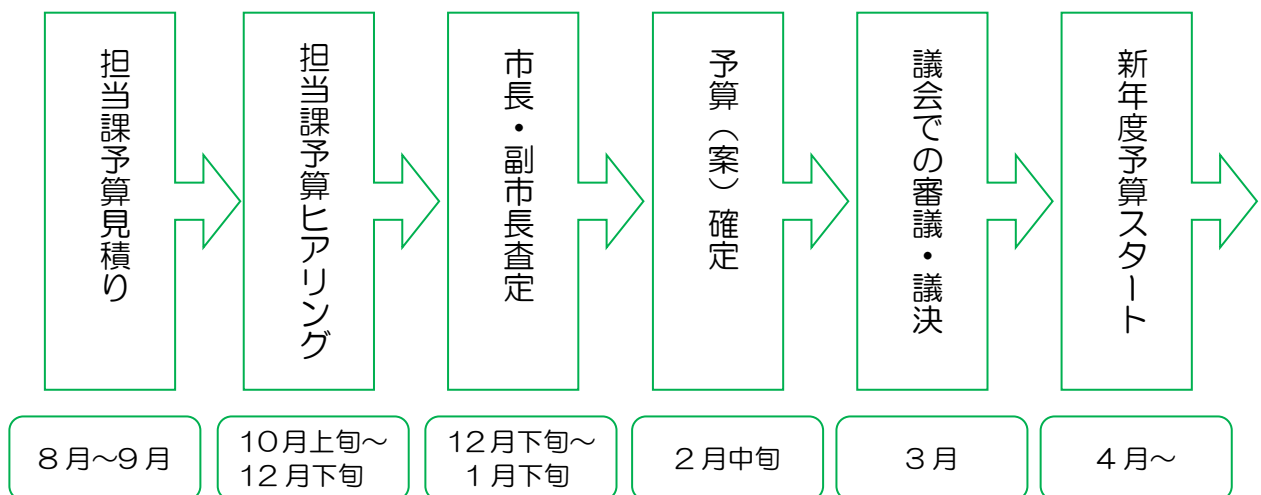 担当課予算見積り
担当課予算ヒアリング
市長・副市長査定
予算（案）確定
議会での審議・議決
新年度予算スタート
8月～9月
10月上旬～
12月下旬
12月下旬～
1月下旬
2月中旬
3月
4月～